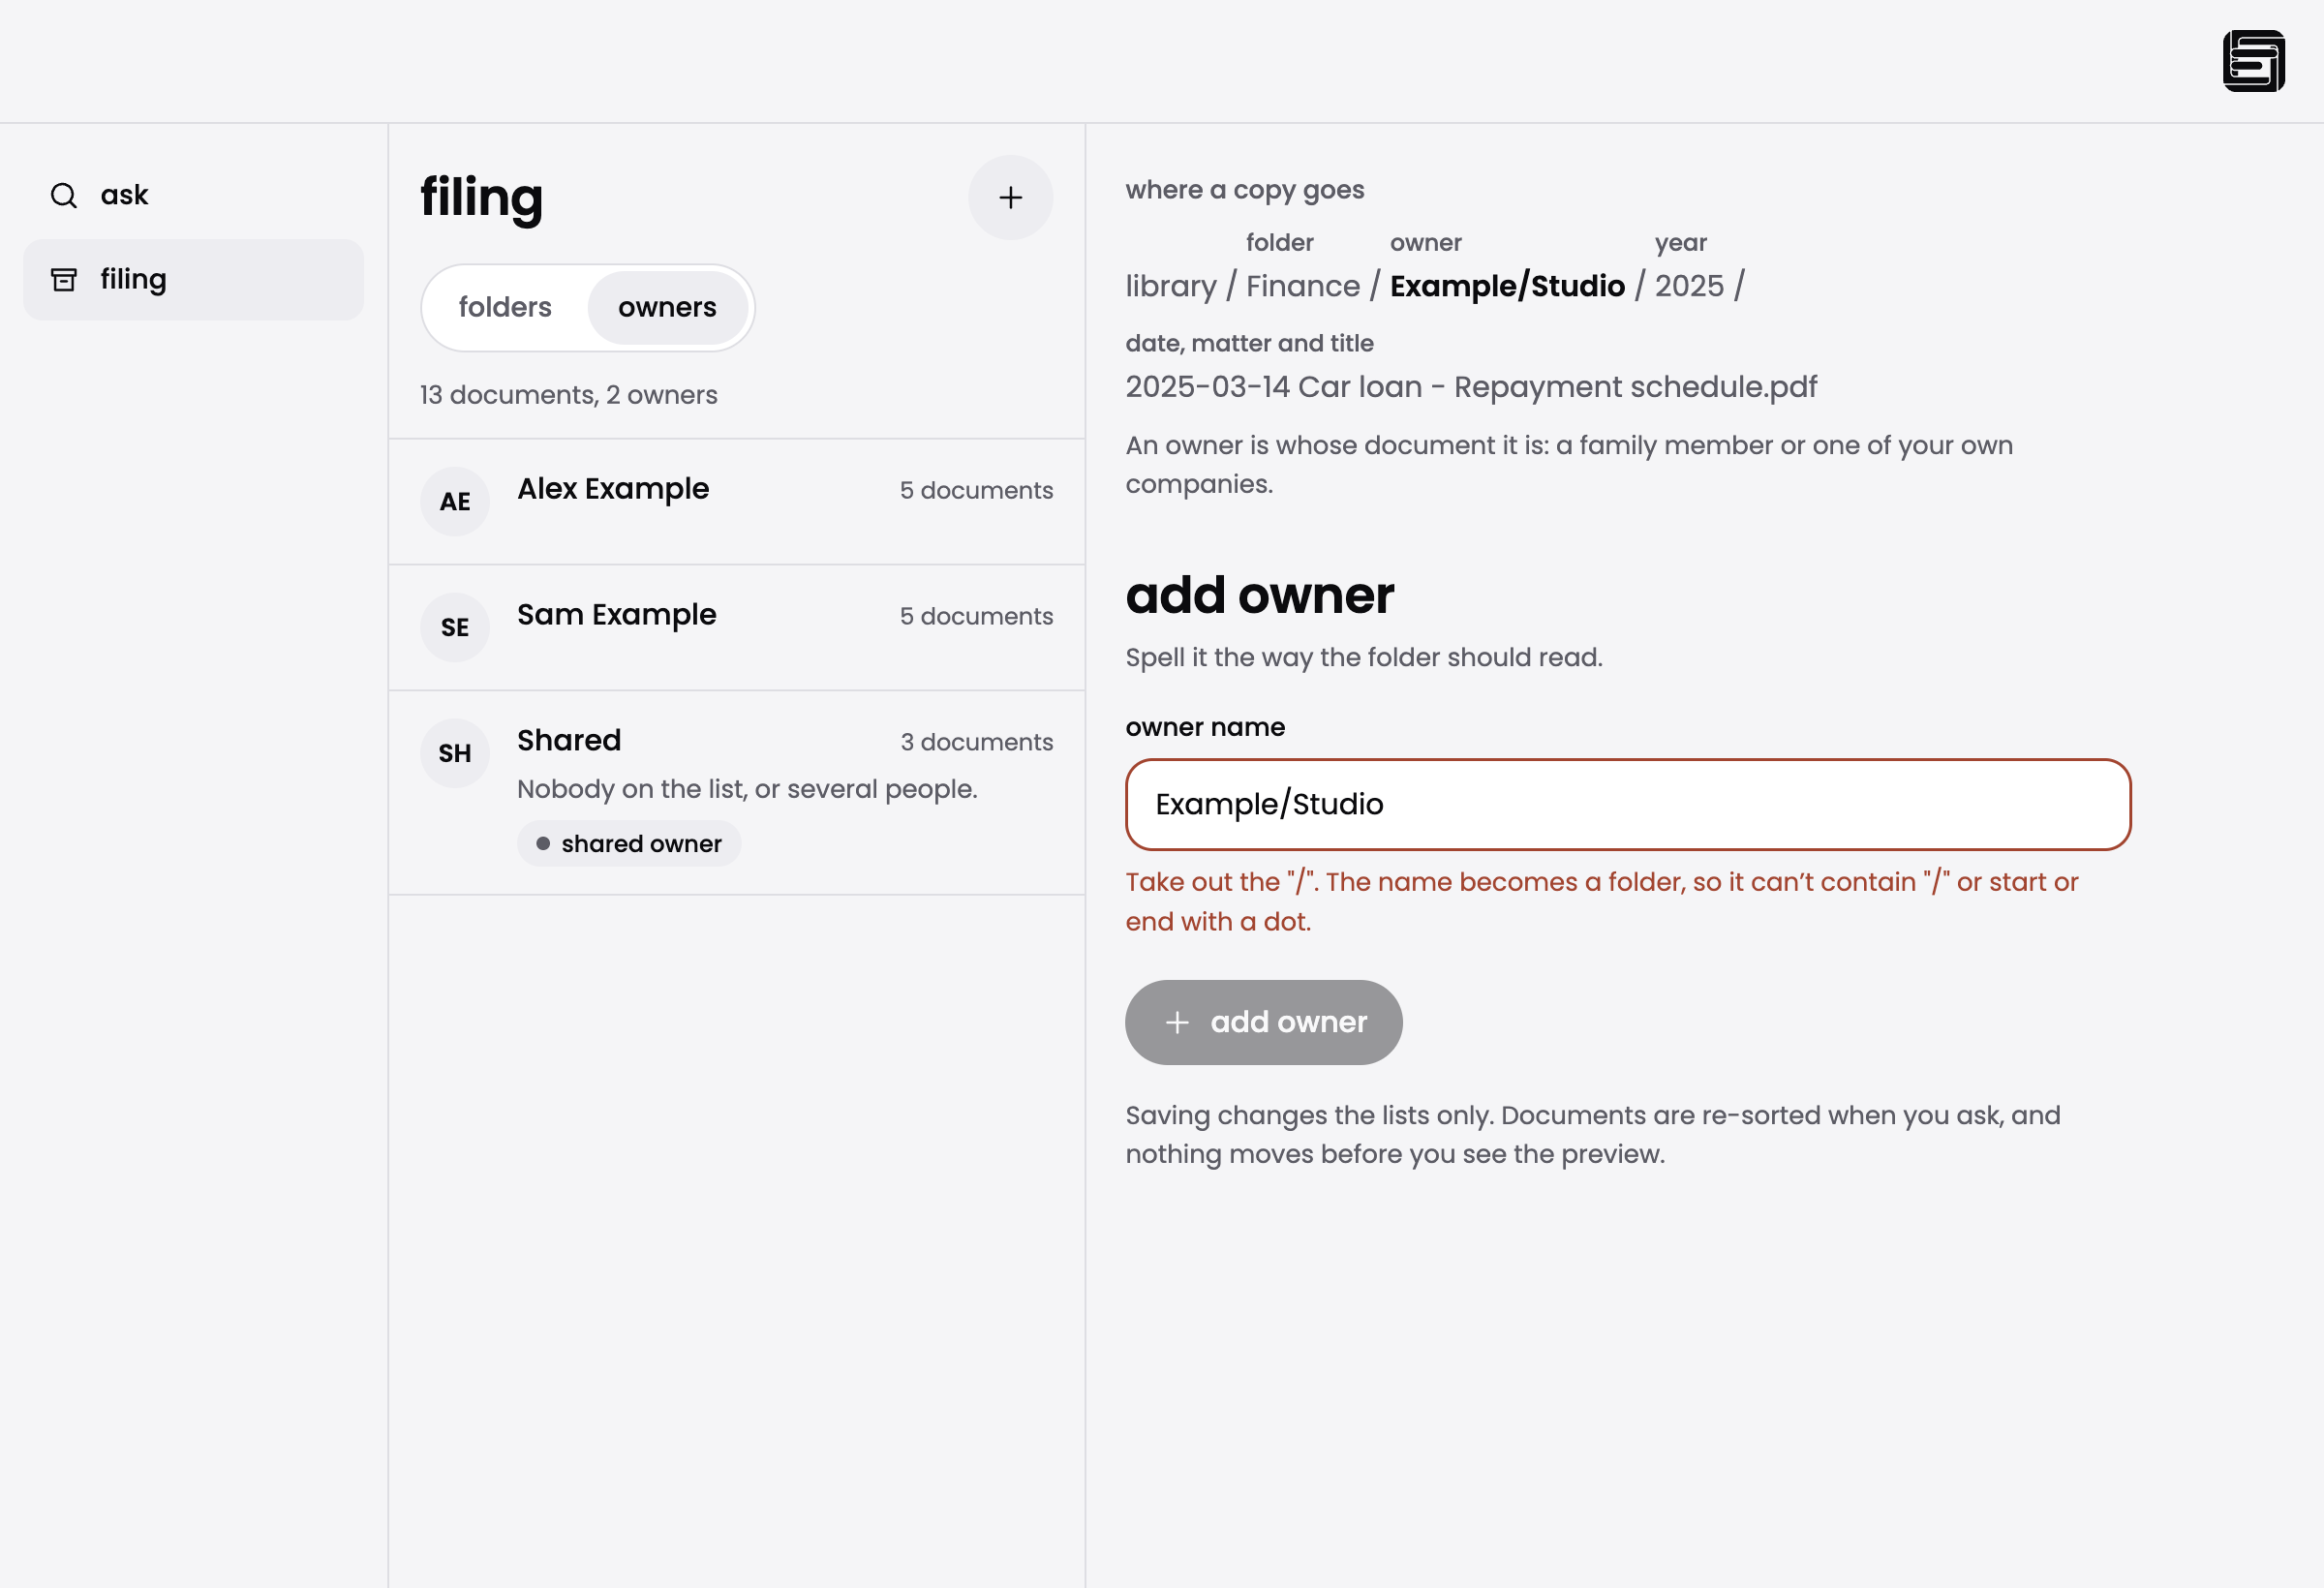 ask
filing
filing
folders
owners
13 documents, 2 owners
AE
Alex Example
5 documents
SE
Sam Example
5 documents
SH
Shared
3 documents
Nobody on the list, or several people.
shared owner
where a copy goes
folder owner year
library / Finance / Example/Studio / 2025 /
date, matter and title
2025-03-14 Car loan - Repayment schedule.pdf
An owner is whose document it is: a family member or one of your own
companies.
add owner
Spell it the way the folder should read.
owner name
Example/Studio
Take out the "/". The name becomes a folder, so it can’t contain "/" or start or
end with a dot.
add owner
Saving changes the lists only. Documents are re-sorted when you ask, and
nothing moves before you see the preview.